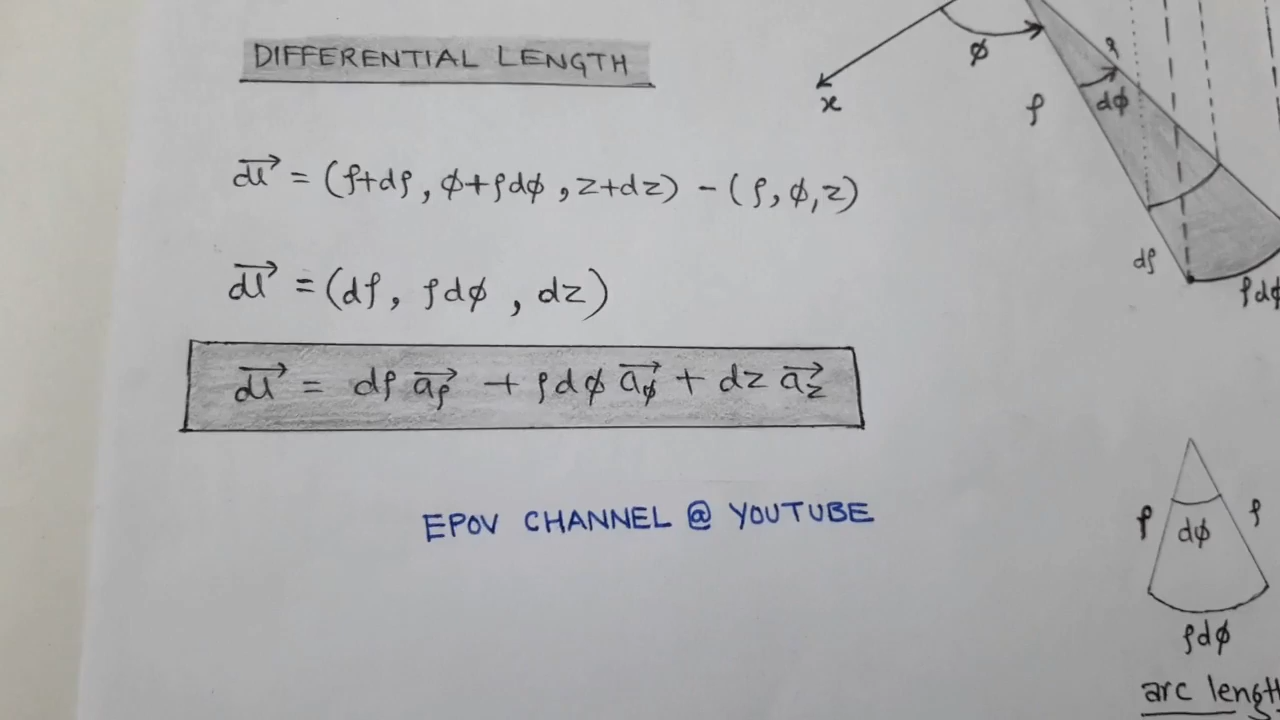 DIFFERENTIAL LENGTH
ϕ
x
ρ
ρ
dϕ
dl⃗ = (ρ+dρ, ϕ+ρdϕ, z+dz) - (ρ, ϕ, z)
dρ
ρdϕ
dl⃗ = (dρ, ρdϕ, dz)
dl⃗ = dρ a⃗ρ + ρdϕ a⃗ϕ + dz a⃗z
EPOV CHANNEL @ YOUTUBE
ρ
dϕ
ρ
ρdϕ
arc length